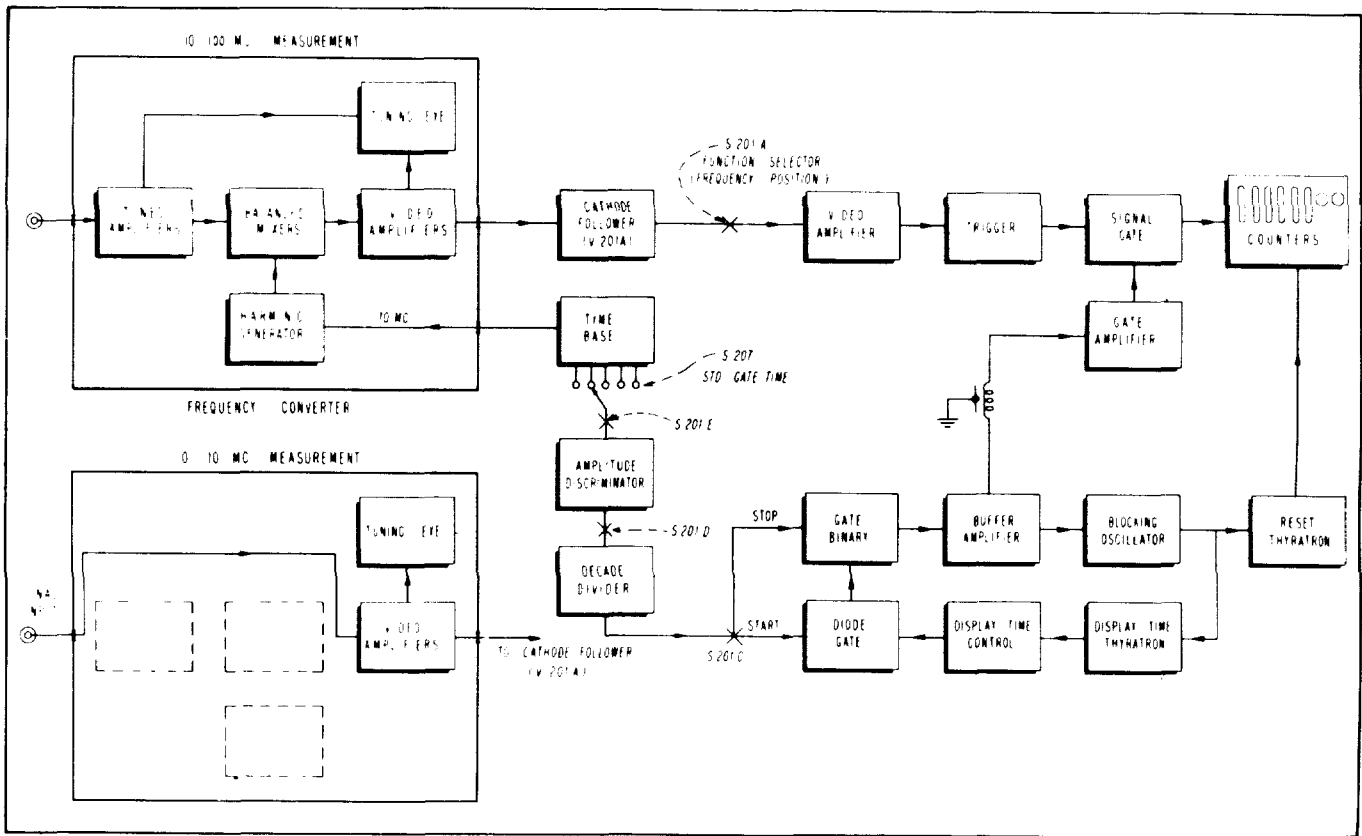 10 100 MC MEASUREMENT
TUNING EYE
TUNED AMPLIFIERS
BALANCED MIXERS
VIDEO AMPLIFIERS
HARMONIC GENERATOR
10 MC
FREQUENCY CONVERTER
CATHODE FOLLOWER (V 201A)
S 201 A
FUNCTION SELECTOR
(FREQUENCY POSITION)
VIDEO AMPLIFIER
TRIGGER
SIGNAL GATE
COUNTERS
TIME BASE
S 207
STD GATE TIME
GATE AMPLIFIER
S 201 E
AMPLITUDE DISCRIMINATOR
S 201 D
DECADE DIVIDER
STOP
GATE BINARY
BUFFER AMPLIFIER
BLOCKING OSCILLATOR
RESET THYRATRON
START
S 201 C
DIODE GATE
DISPLAY TIME CONTROL
DISPLAY TIME THYRATRON
0 10 MC MEASUREMENT
TUNING EYE
VIDEO AMPLIFIERS
TO CATHODE FOLLOWER
(V 201A)